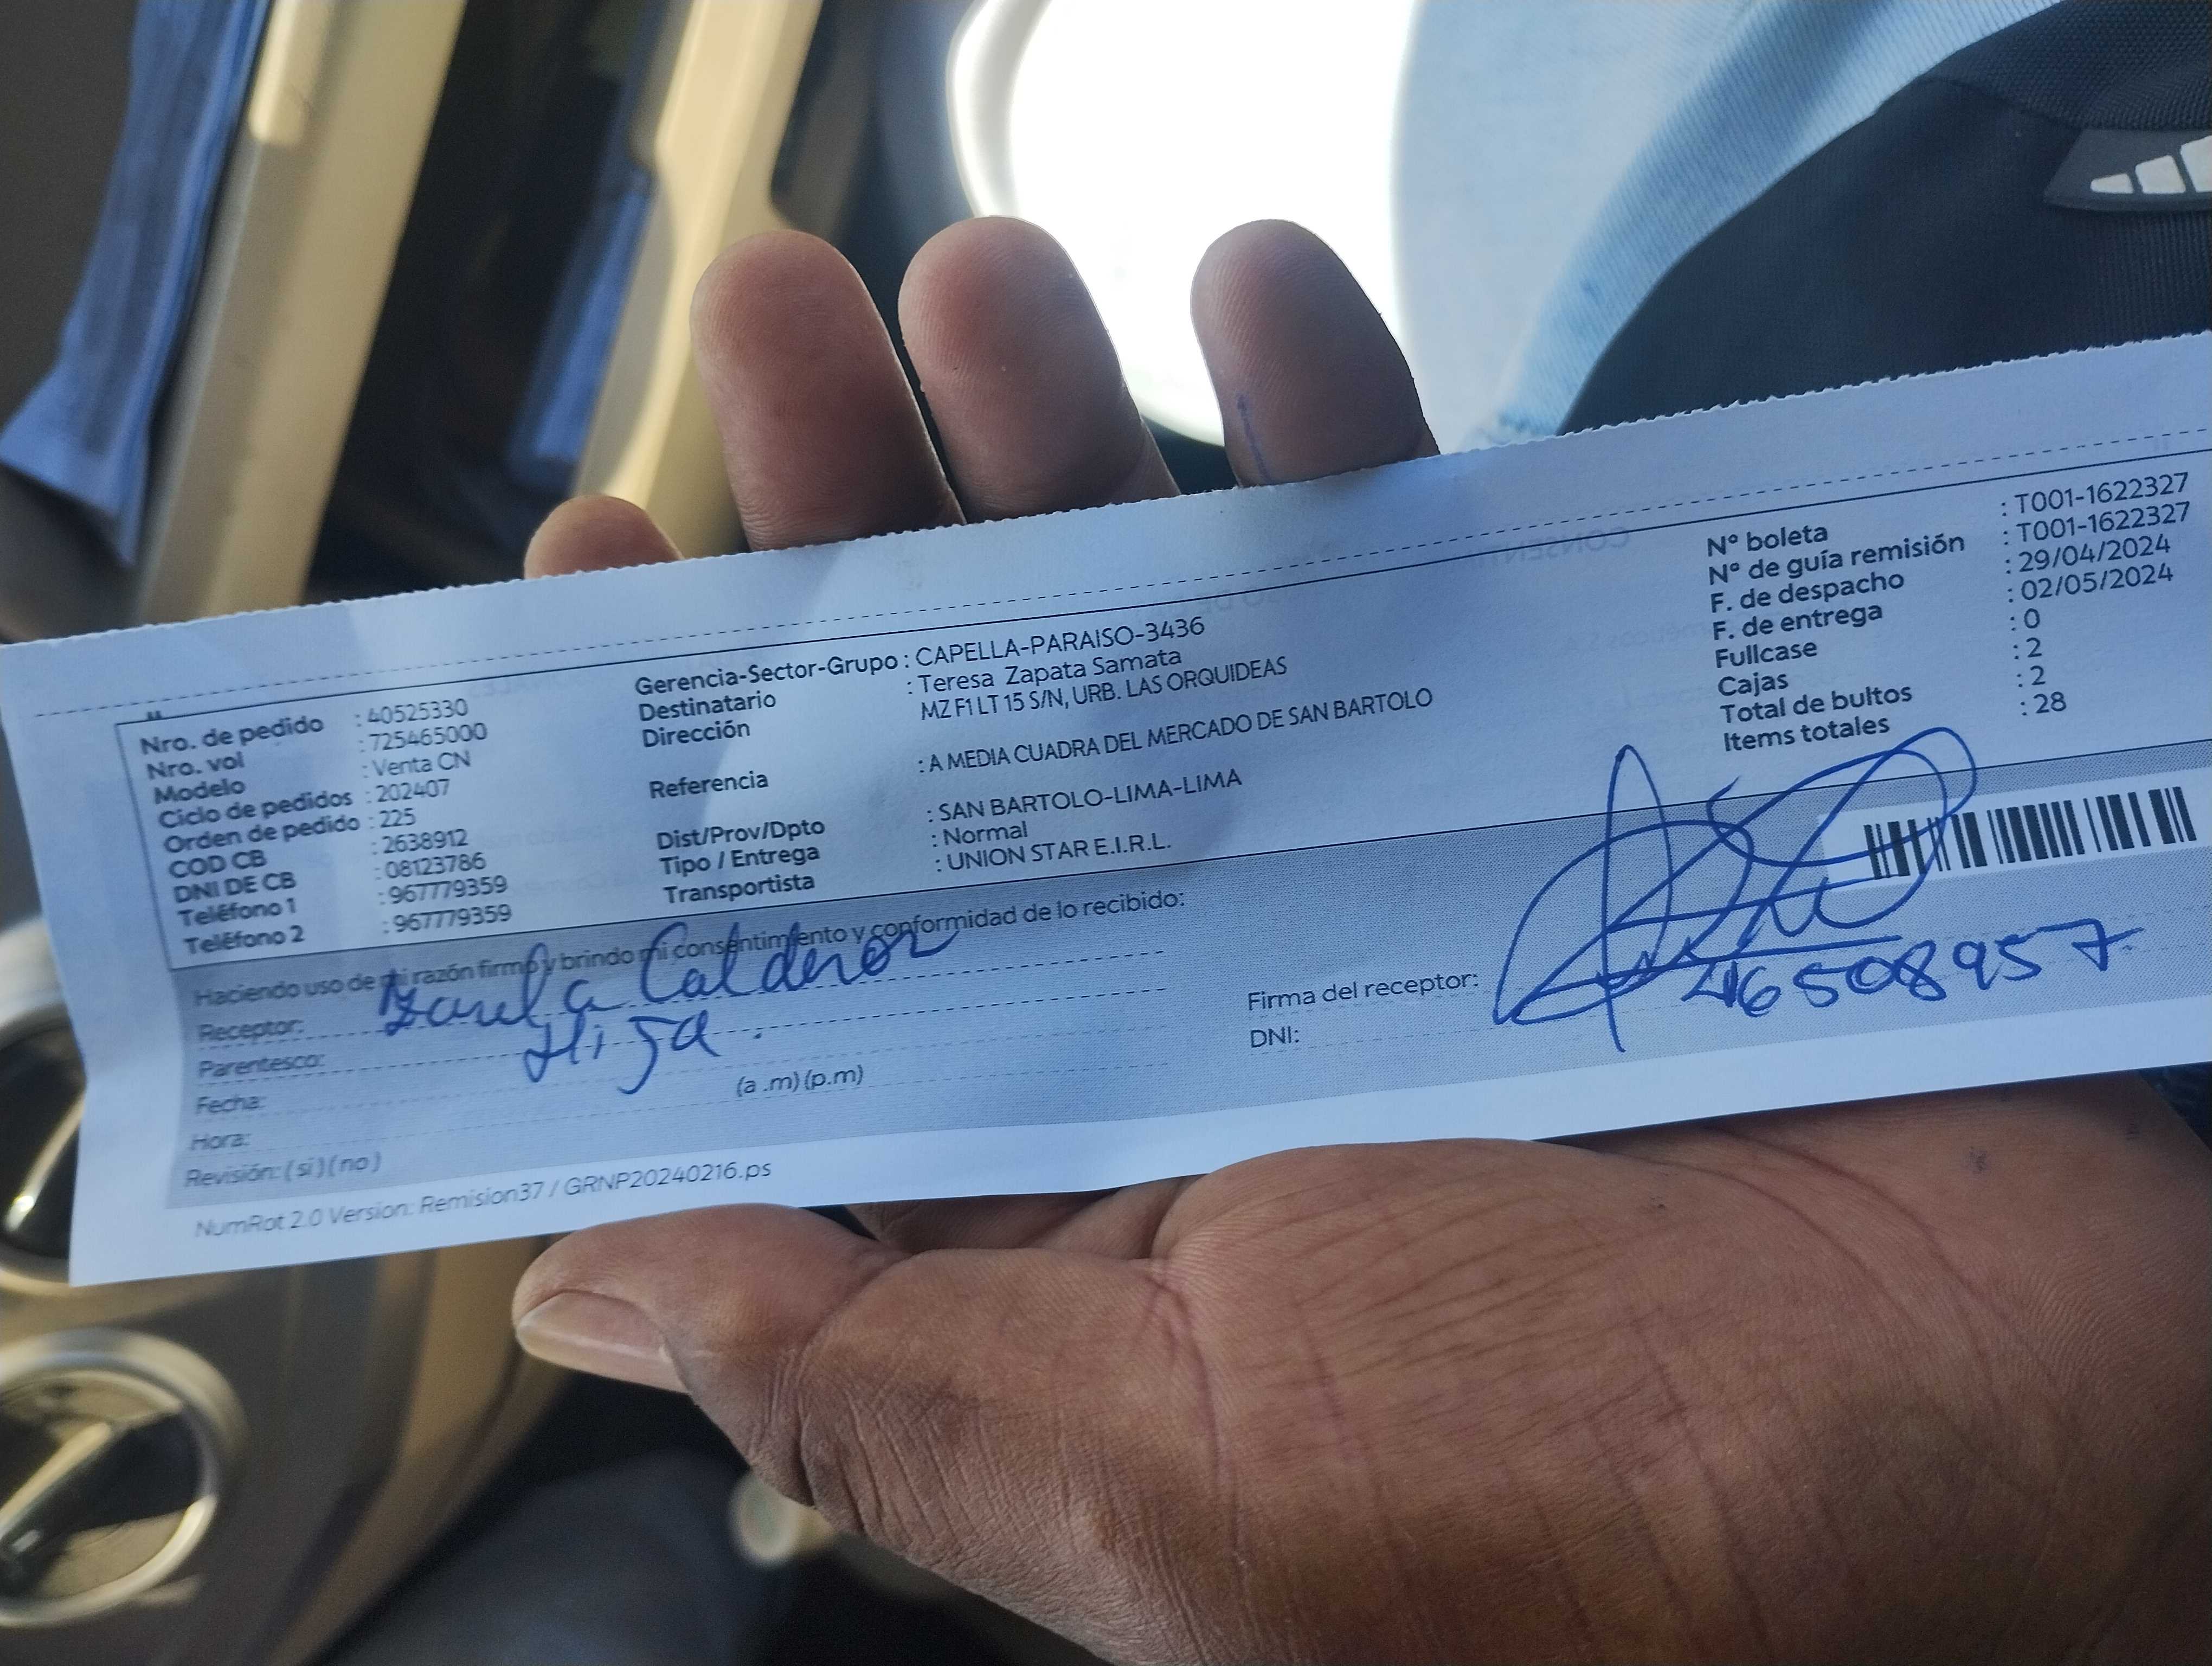 Nro. de pedido : 40525330
Nro. vol : 725465000
Modelo : Venta CN
Ciclo de pedidos : 202407
Orden de pedido : 225
COD CB : 2638912
DNI DE CB : 08123786
Teléfono 1 : 967779359
Teléfono 2 : 967779359
Gerencia-Sector-Grupo : CAPELLA-PARAISO-3436
Destinatario : Teresa Zapata Samata
Dirección MZ F1 LT 15 S/N, URB. LAS ORQUIDEAS
Referencia : A MEDIA CUADRA DEL MERCADO DE SAN BARTOLO
Dist/Prov/Dpto : SAN BARTOLO-LIMA-LIMA
Tipo / Entrega : Normal
Transportista : UNION STAR E.I.R.L.
N° boleta : T001-1622327
N° de guía remisión : T001-1622327
F. de despacho : 29/04/2024
F. de entrega : 02/05/2024
Fullcase : 0
Cajas : 2
Total de bultos : 2
Items totales : 28
Haciendo uso de mi razón firmo y brindo mi consentimiento y conformidad de lo recibido:
Receptor: Calderon
Parentesco: Hija.
Fecha:
Hora: (a .m) (p.m)
Revisión: ( si ) ( no )
Firma del receptor:
DNI: 46508957
NumRot 2.0 Version: Remision37 / GRNP20240216.ps